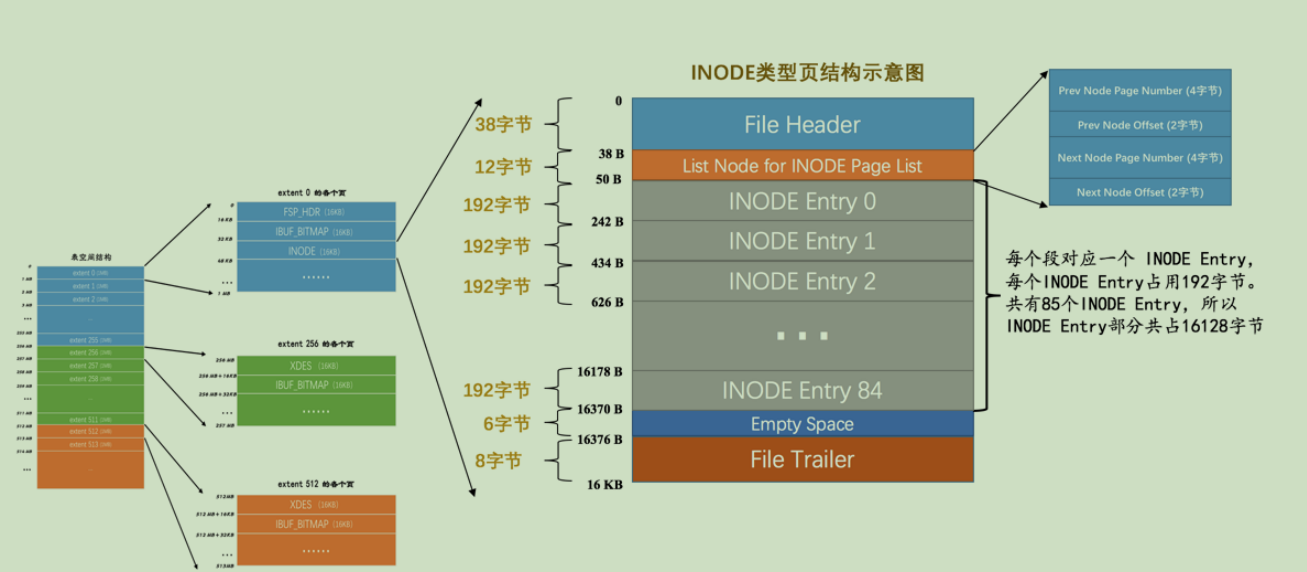 INODE类型页结构示意图
0
38字节
File Header
38 B
12字节
List Node for INODE Page List
50 B
192字节
INODE Entry 0
242 B
192字节
INODE Entry 1
434 B
192字节
INODE Entry 2
626 B
...
16178 B
192字节
INODE Entry 84
16370 B
6字节
Empty Space
16376 B
8字节
File Trailer
16 KB
Prev Node Page Number (4字节)
Prev Node Offset (2字节)
Next Node Page Number (4字节)
Next Node Offset (2字节)
每个段对应一个 INODE Entry,
每个INODE Entry占用192字节。
共有85个INODE Entry, 所以
INODE Entry部分共占16128字节
extent 0 的各个页
0
FSP_HDR (16KB)
16 KB
IBUF_BITMAP (16KB)
32 KB
INODE (16KB)
48 KB
......
1 MB
表空间结构
0
extent 0
1 MB
extent 1
2 MB
extent 2
3 MB
...
extent 255
256 MB
extent 256
257 MB
extent 257
258 MB
extent 258
...
511 MB
extent 511
512 MB
extent 512
513 MB
extent 513
514 MB
...
extent 256 的各个页
256 MB
XDES (16KB)
256 MB+16KB
IBUF_BITMAP (16KB)
256 MB+32KB
......
257 MB
extent 512 的各个页
512MB
XDES (16KB)
512 MB+16KB
IBUF_BITMAP (16KB)
512 MB+32KB
......
513MB